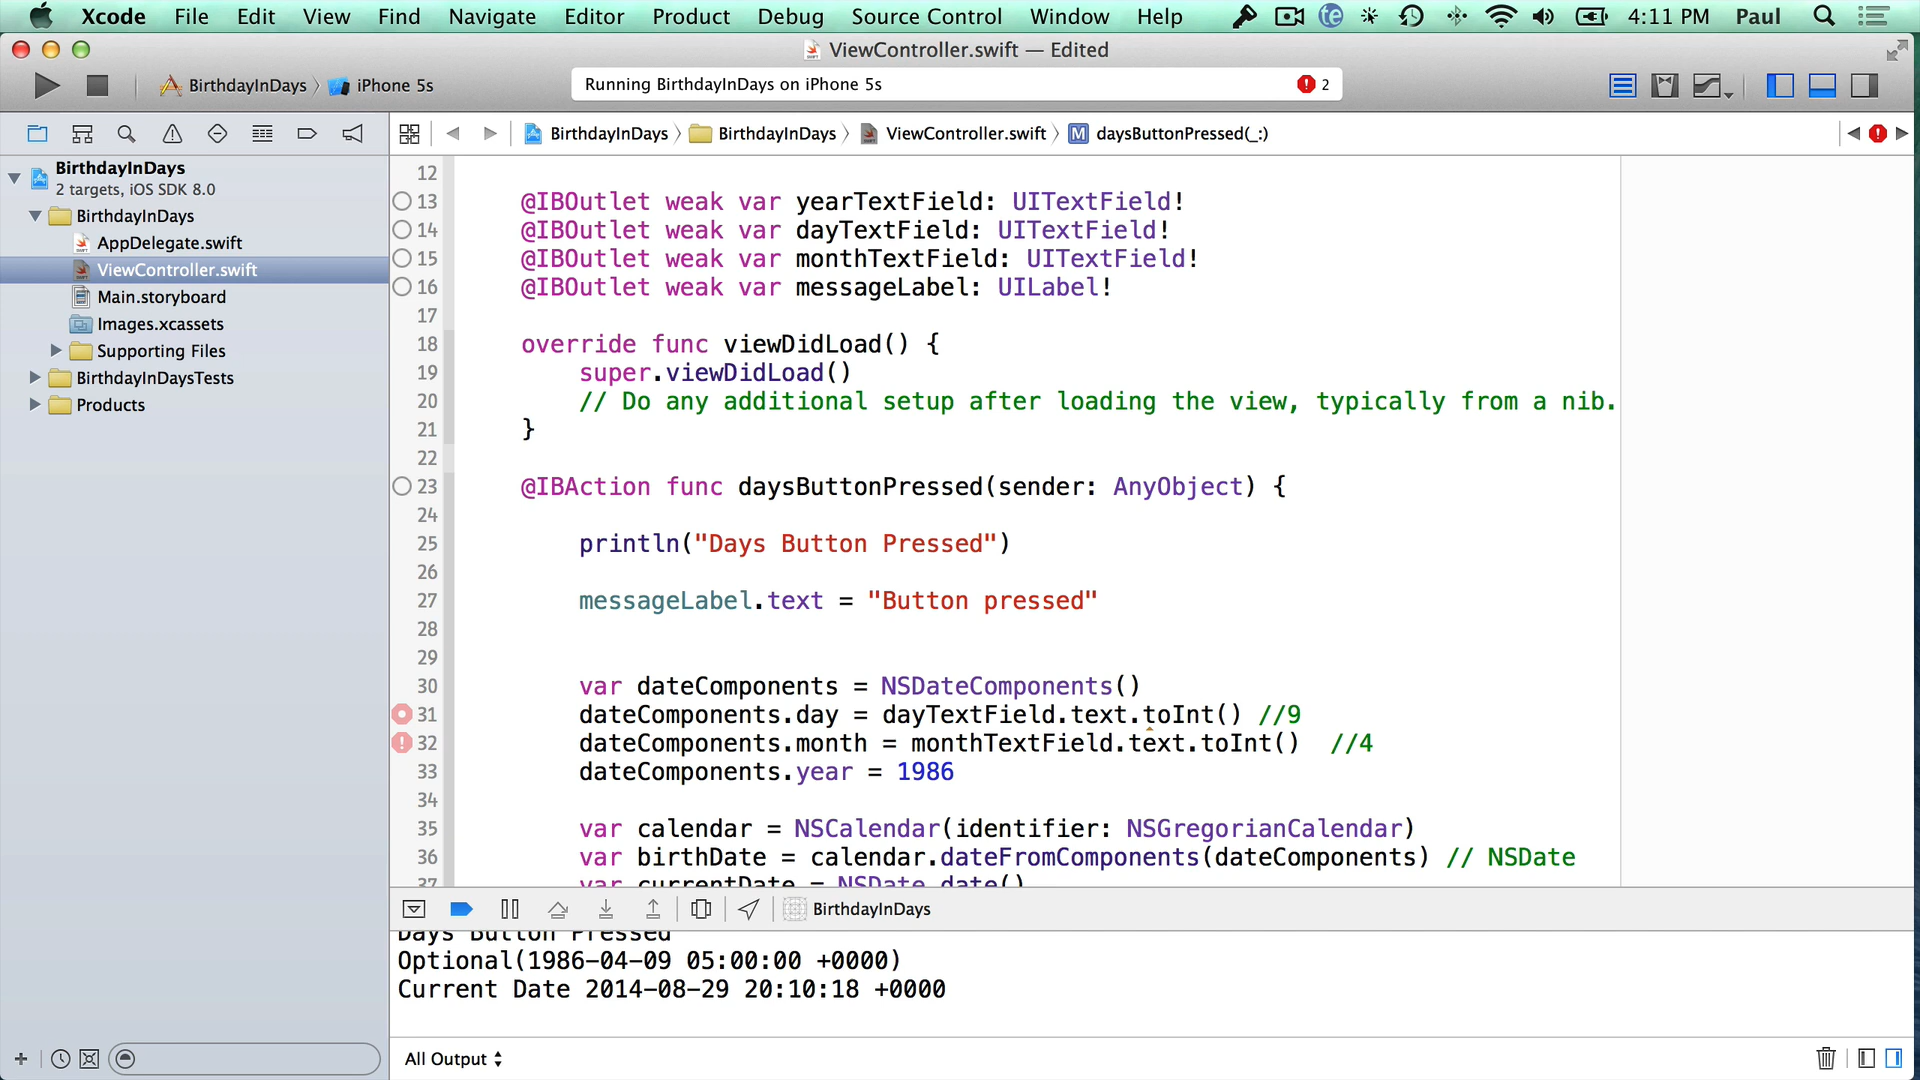 Xcode File Edit View Find Navigate Editor Product Debug Source Control Window Help te 4:11 PM Paul
ViewController.swift — Edited
BirthdayInDays iPhone 5s
Running BirthdayInDays on iPhone 5s 2
BirthdayInDays BirthdayInDays ViewController.swift M daysButtonPressed(_:)
BirthdayInDays
2 targets, iOS SDK 8.0
BirthdayInDays
AppDelegate.swift
ViewController.swift
Main.storyboard
Images.xcassets
Supporting Files
BirthdayInDaysTests
Products
12
13 @IBOutlet weak var yearTextField: UITextField!
14 @IBOutlet weak var dayTextField: UITextField!
15 @IBOutlet weak var monthTextField: UITextField!
16 @IBOutlet weak var messageLabel: UILabel!
17
18 override func viewDidLoad() {
19 super.viewDidLoad()
20 // Do any additional setup after loading the view, typically from a nib.
21 }
22
23 @IBAction func daysButtonPressed(sender: AnyObject) {
24
25 println("Days Button Pressed")
26
27 messageLabel.text = "Button pressed"
28
29
30 var dateComponents = NSDateComponents()
31 dateComponents.day = dayTextField.text.toInt() //9
32 dateComponents.month = monthTextField.text.toInt() //4
33 dateComponents.year = 1986
34
35 var calendar = NSCalendar(identifier: NSGregorianCalendar)
36 var birthDate = calendar.dateFromComponents(dateComponents) // NSDate
37 var currentDate = NSDate.date()
BirthdayInDays
Days Button Pressed
Optional(1986-04-09 05:00:00 +0000)
Current Date 2014-08-29 20:10:18 +0000
All Output